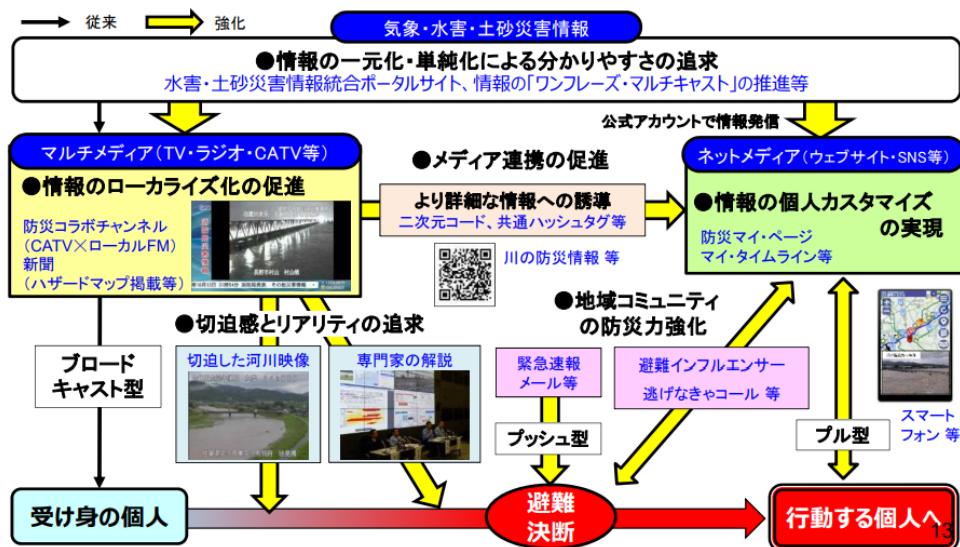 従来
強化
気象・水害・土砂災害情報
●情報の一元化・単純化による分かりやすさの追求
水害・土砂災害情報統合ポータルサイト、情報の「ワンフレーズ・マルチキャスト」の推進等
公式アカウントで情報発信
マルチメディア（TV・ラジオ・CATV等）
●情報のローカライズ化の促進
防災コラボチャンネル
（CATV×ローカルFM）
新聞
（ハザードマップ掲載等）
長野市村山 村山橋
●メディア連携の促進
より詳細な情報への誘導
二次元コード、共通ハッシュタグ等
川の防災情報 等
ネットメディア（ウェブサイト・SNS等）
●情報の個人カスタマイズ
の実現
防災マイ・ページ
マイ・タイムライン等
●切迫感とリアリティの追求
切迫した河川映像
専門家の解説
●地域コミュニティ
の防災力強化
緊急速報
メール等
避難インフルエンサー
逃げなきゃコール 等
ブロード
キャスト型
プッシュ型
プル型
スマート
フォン 等
受け身の個人
避難
決断
行動する個人へ
13